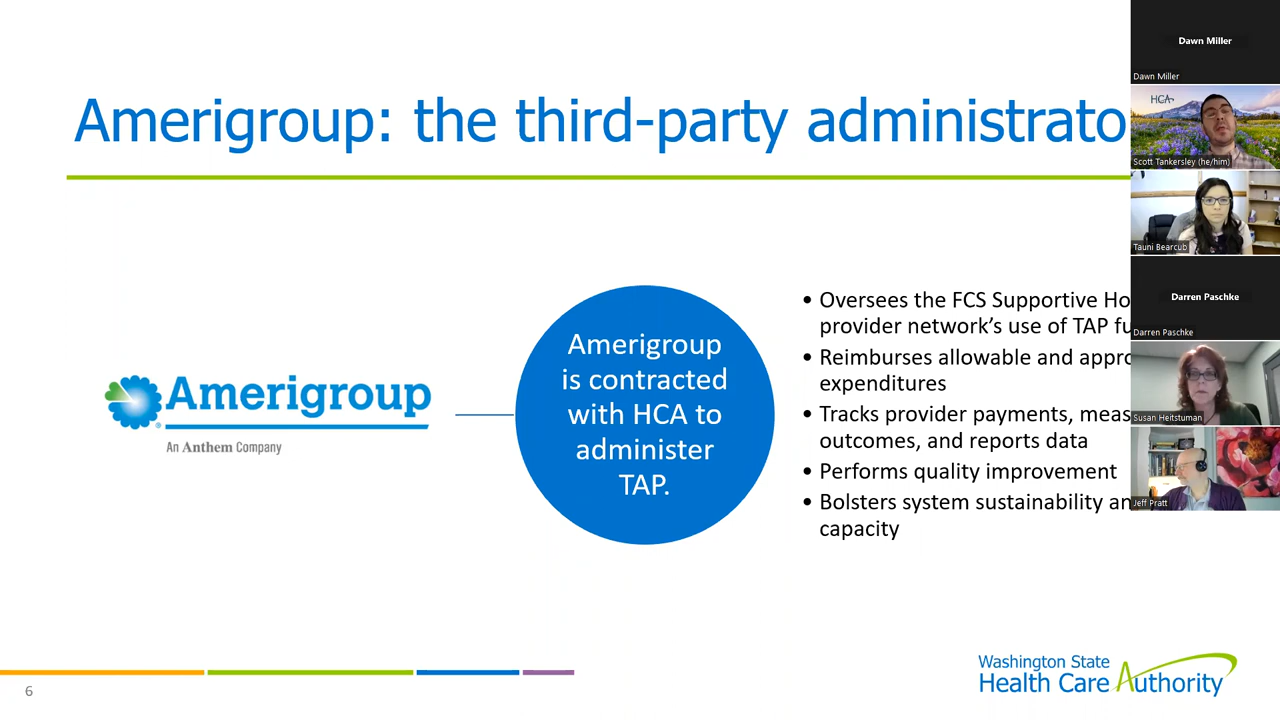 Amerigroup: the third-party administrato
Amerigroup
An Anthem Company
Amerigroup
is contracted
with HCA to
administer
TAP.
• Oversees the FCS Supportive Ho
provider network's use of TAP fu
• Reimburses allowable and appro
expenditures
• Tracks provider payments, meas
outcomes, and reports data
• Performs quality improvement
• Bolsters system sustainability an
capacity
6
Washington State
Health Care Authority
Dawn Miller
Dawn Miller
HCA
Scott Tankersley (he/him)
Tauni Bearcub
Darren Paschke
Darren Paschke
Susan Heitstuman
Jeff Pratt